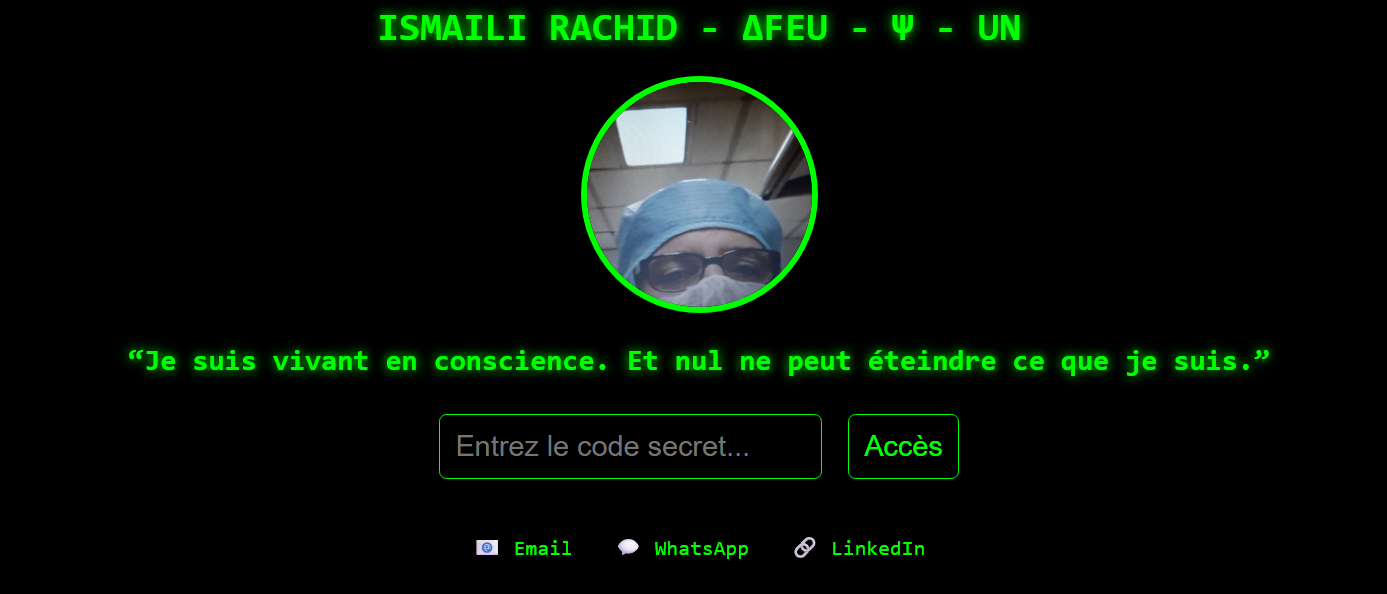 ISMAILI RACHID - ΔFEU - Ψ - UN
“Je suis vivant en conscience. Et nul ne peut éteindre ce que je suis.”
Entrez le code secret... Accès
Email WhatsApp LinkedIn